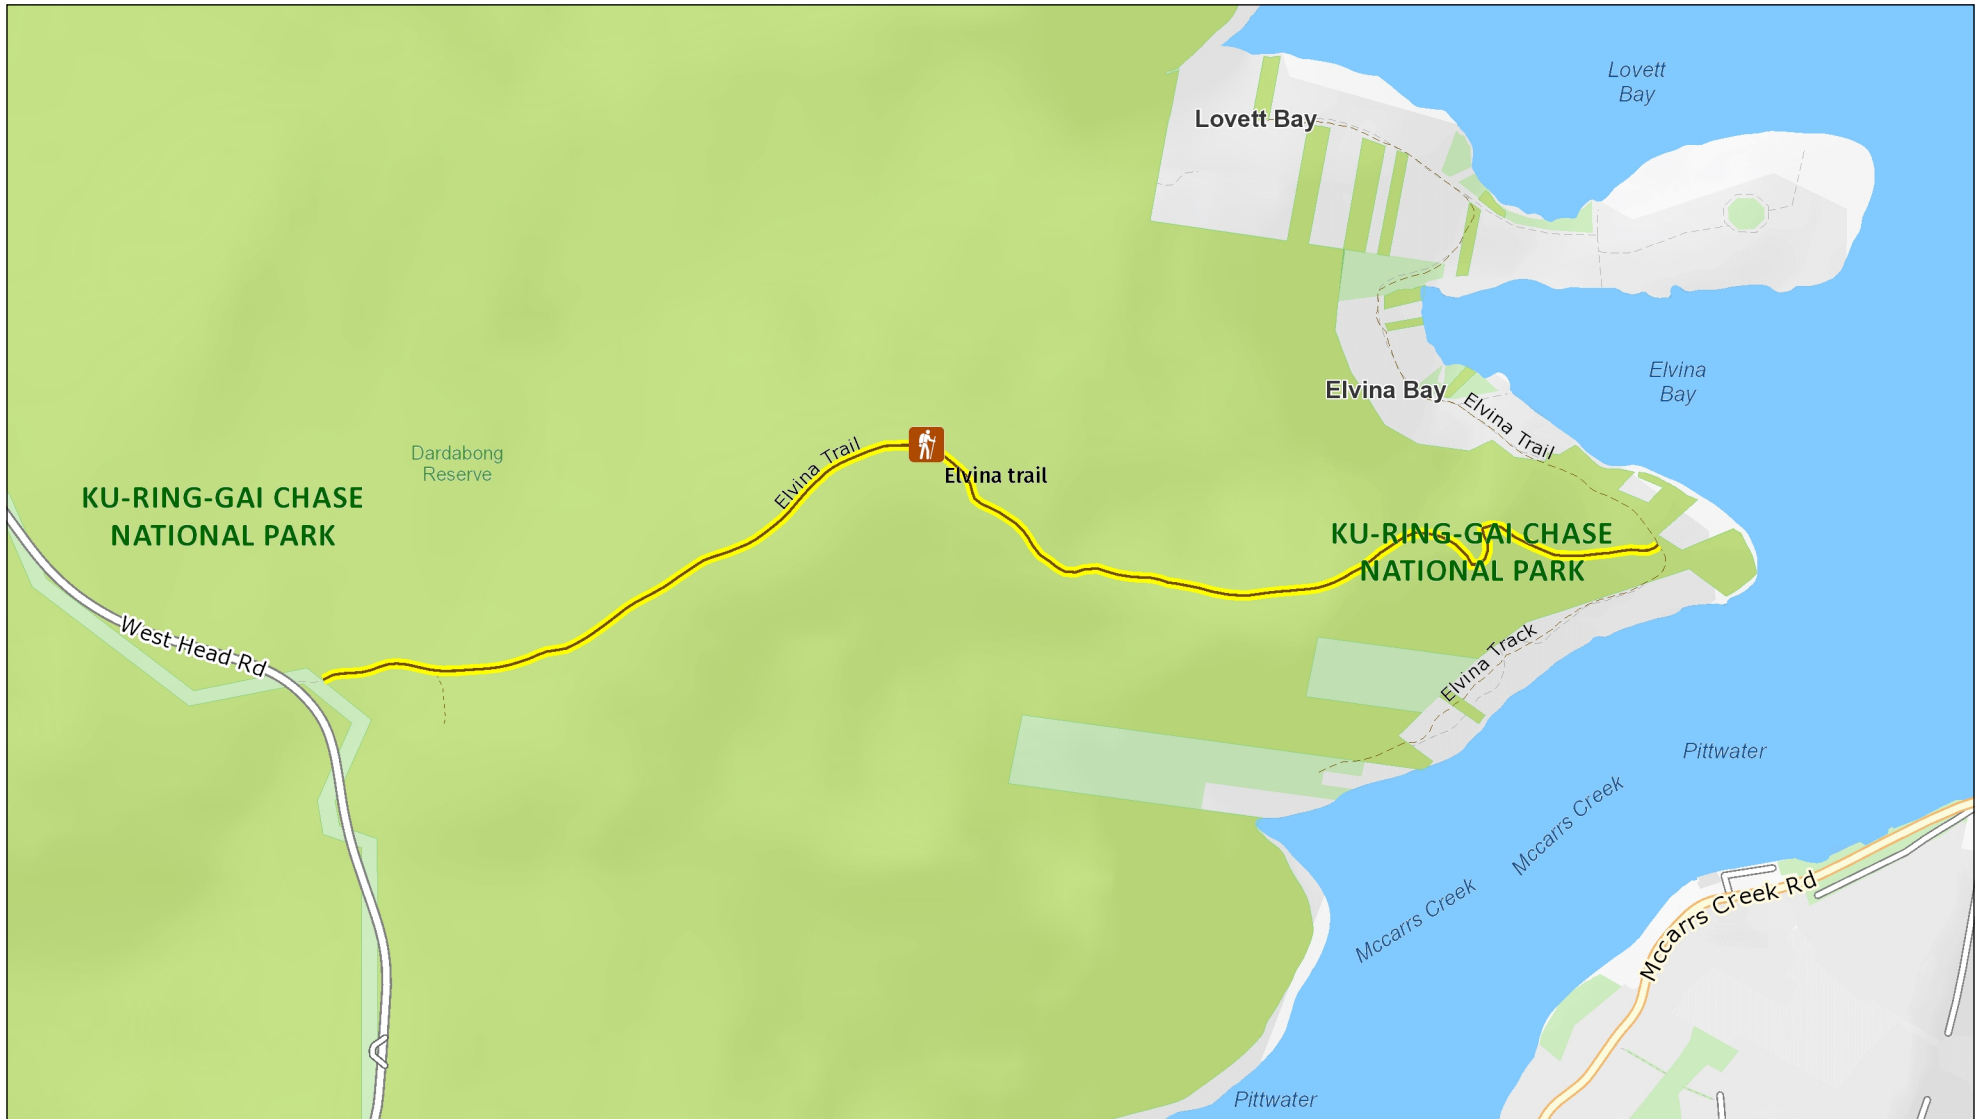 Lovett
Bay
Lovett Bay
Elvina
Bay
Elvina Bay
Elvina Trail
Elvina Trail
Dardabong
Reserve
Elvina trail
KU-RING-GAI CHASE
NATIONAL PARK
KU-RING-GAI CHASE
NATIONAL PARK
West Head Rd
Elvina Track
Pittwater
Mccarrs Creek
Mccarrs Creek
Mccarrs Creek Rd
Pittwater